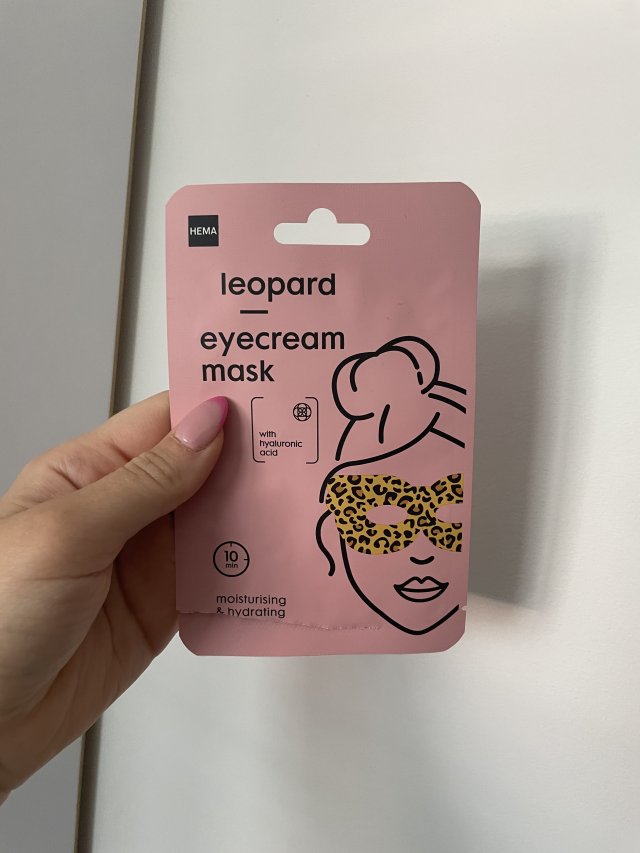 HEMA
leopard
eyecream
mask
with
hyaluronic
acid
10
min
moisturising
& hydrating